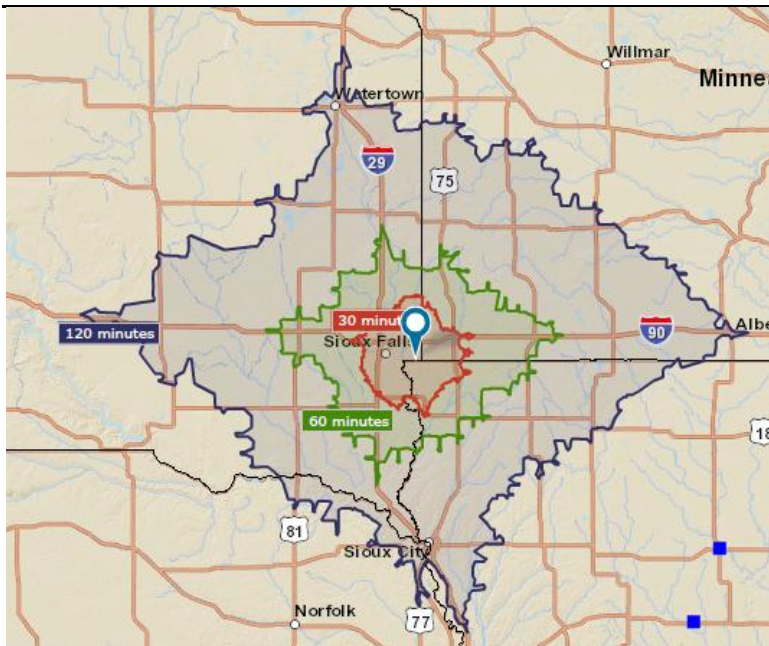 Willmar
Minne
Watertown
29
75
120 minutes
30 minut
90
Albe
Sioux Falls
60 minutes
18
81
Sioux City
Norfolk
77